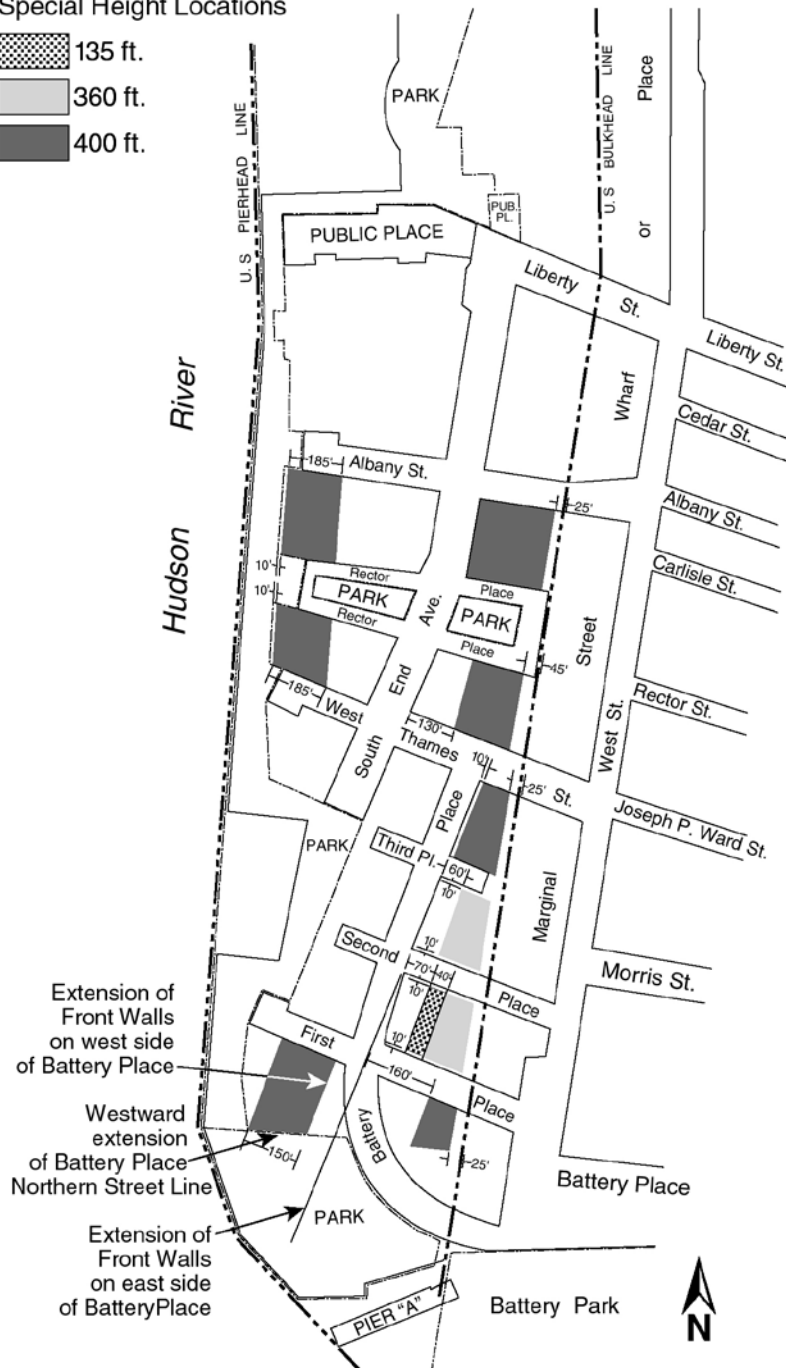 Special Height Locations
135 ft.
360 ft.
400 ft.
U.S PIERHEAD LINE
PARK
U.S BULKHEAD LINE
Place
or
PUB.
PL.
PUBLIC PLACE
Liberty St.
Liberty St.
River
Wharf
Cedar St.
185'
Albany St.
Albany St.
25'
Hudson
Carlisle St.
10'
10'
Rector
PARK
Rector
Place
PARK
Place
Ave.
Street
45'
End
185'
West
130'
Thames
South
Rector St.
West St.
10'
25'
St.
Place
Joseph P. Ward St.
PARK
Third Pl.
60'
10'
Marginal
10'
Second
70'
40'
10'
Place
Morris St.
Extension of
Front Walls
on west side
of Battery Place
First
10'
160'
Place
Westward
extension
of Battery Place
Northern Street Line
Battery
150'
25'
Battery Place
Extension of
Front Walls
on east side
of BatteryPlace
PARK
PIER "A"
Battery Park
N